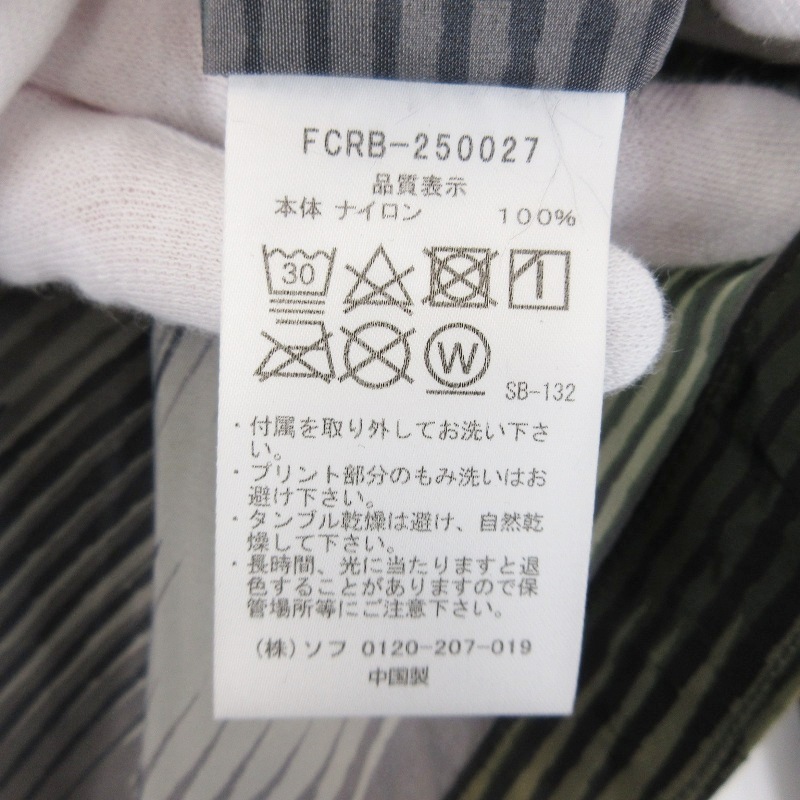 FCRB-250027
品質表示
本体 ナイロン 100%
30
W
SB-132
・付属を取り外してお洗い下さ
い。
・プリント部分のもみ洗いはお
避け下さい。
・タンブル乾燥は避け、自然乾
燥して下さい。
・長時間、光に当たりますと退
色することがありますので保
管場所等にご注意下さい。
(株)ソフ 0120-207-019
中国製